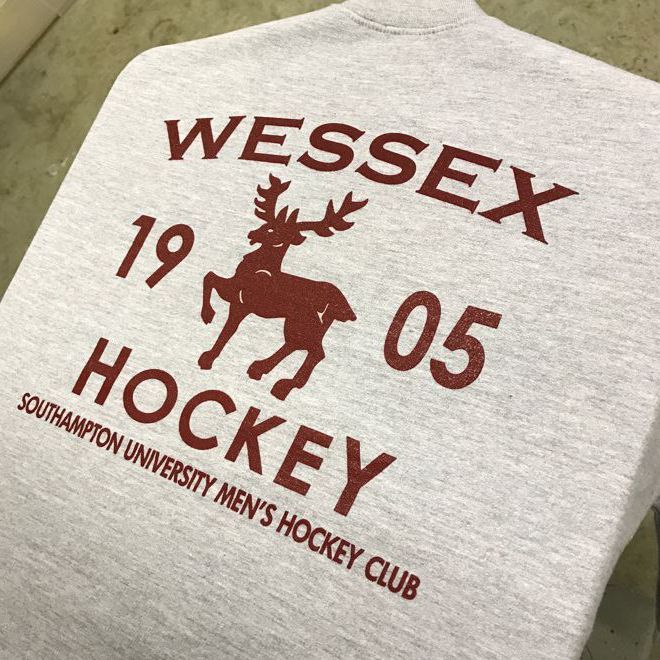 WESSEX
19 05
HOCKEY
SOUTHAMPTON UNIVERSITY MEN'S HOCKEY CLUB